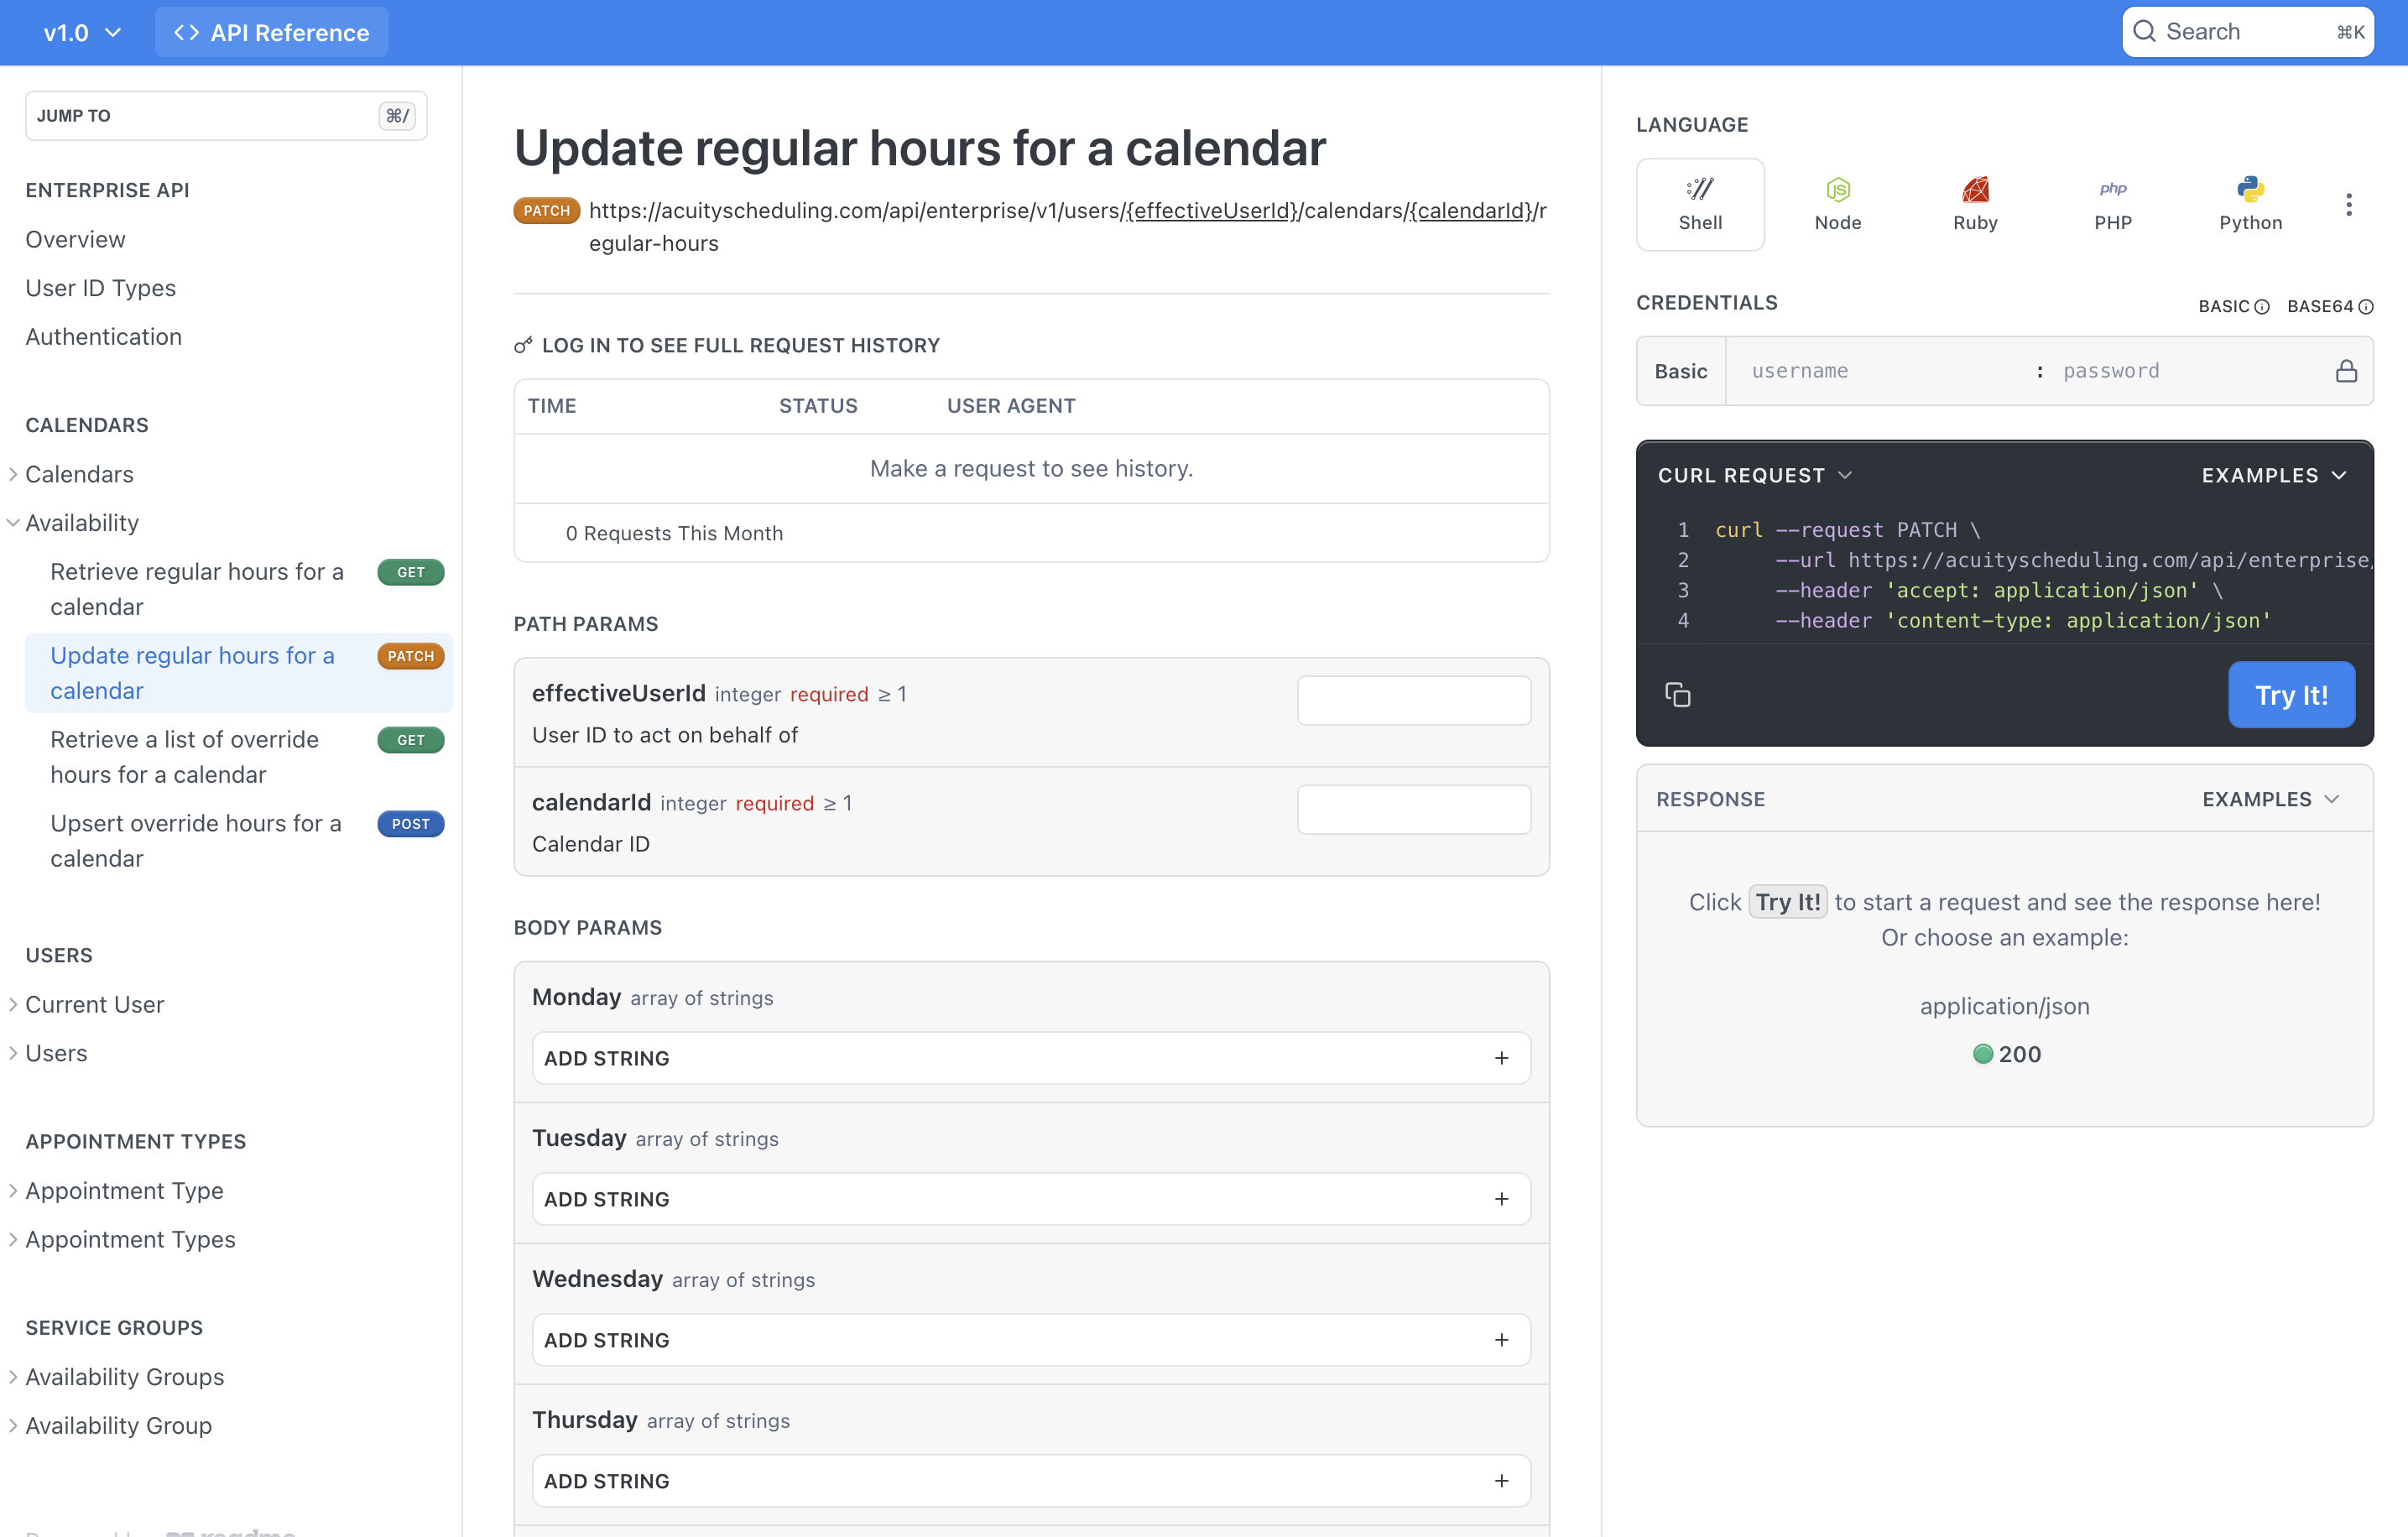 v1.0
API Reference
Search
⌘K
JUMP TO
⌘/
ENTERPRISE API
Overview
User ID Types
Authentication
CALENDARS
Calendars
Availability
Retrieve regular hours for a
calendar
GET
Update regular hours for a
calendar
PATCH
Retrieve a list of override
hours for a calendar
GET
Upsert override hours for a
calendar
POST
USERS
Current User
Users
APPOINTMENT TYPES
Appointment Type
Appointment Types
SERVICE GROUPS
Availability Groups
Availability Group
Update regular hours for a calendar
PATCH
https://acuityscheduling.com/api/enterprise/v1/users/{effectiveUserId}/calendars/{calendarId}/r
egular-hours
LOG IN TO SEE FULL REQUEST HISTORY
TIME STATUS USER AGENT
Make a request to see history.
0 Requests This Month
PATH PARAMS
effectiveUserId integer required ≥ 1
User ID to act on behalf of
calendarId integer required ≥ 1
Calendar ID
BODY PARAMS
Monday array of strings
ADD STRING +
Tuesday array of strings
ADD STRING +
Wednesday array of strings
ADD STRING +
Thursday array of strings
ADD STRING +
LANGUAGE
Shell
Node
Ruby
php
PHP
Python
CREDENTIALS
BASIC
BASE64
Basic username : password
CURL REQUEST
EXAMPLES
1 curl --request PATCH \
2 --url https://acuityscheduling.com/api/enterprise/
3 --header 'accept: application/json' \
4 --header 'content-type: application/json'
Try It!
RESPONSE
EXAMPLES
Click Try It! to start a request and see the response here!
Or choose an example:
application/json
200